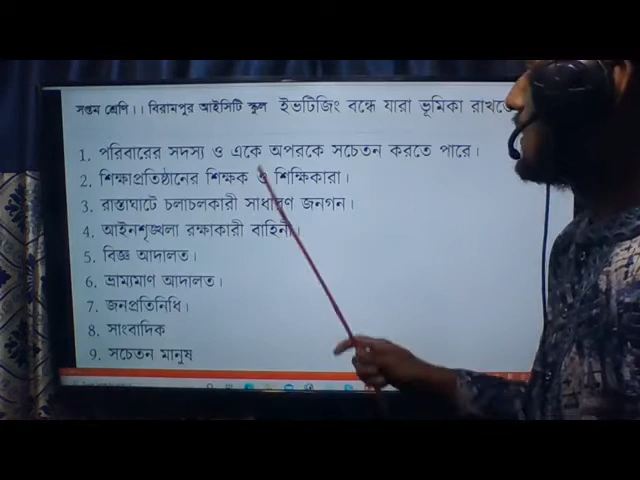 সপ্তম শ্রেণি।। বিরামপুর আইসিটি স্কুল ইভটিজিং বন্ধে যারা ভূমিকা রাখতে
1. পরিবারের সদস্য ও একে অপরকে সচেতন করতে পারে।
2. শিক্ষাপ্রতিষ্ঠানের শিক্ষক ও শিক্ষিকারা।
3. রাস্তাঘাটে চলাচলকারী সাধারণ জনগন।
4. আইনশৃঙ্খলা রক্ষাকারী বাহিনী।
5. বিজ্ঞ আদালত।
6. ভ্রাম্যমাণ আদালত।
7. জনপ্রতিনিধি।
8. সাংবাদিক
9. সচেতন মানুষ